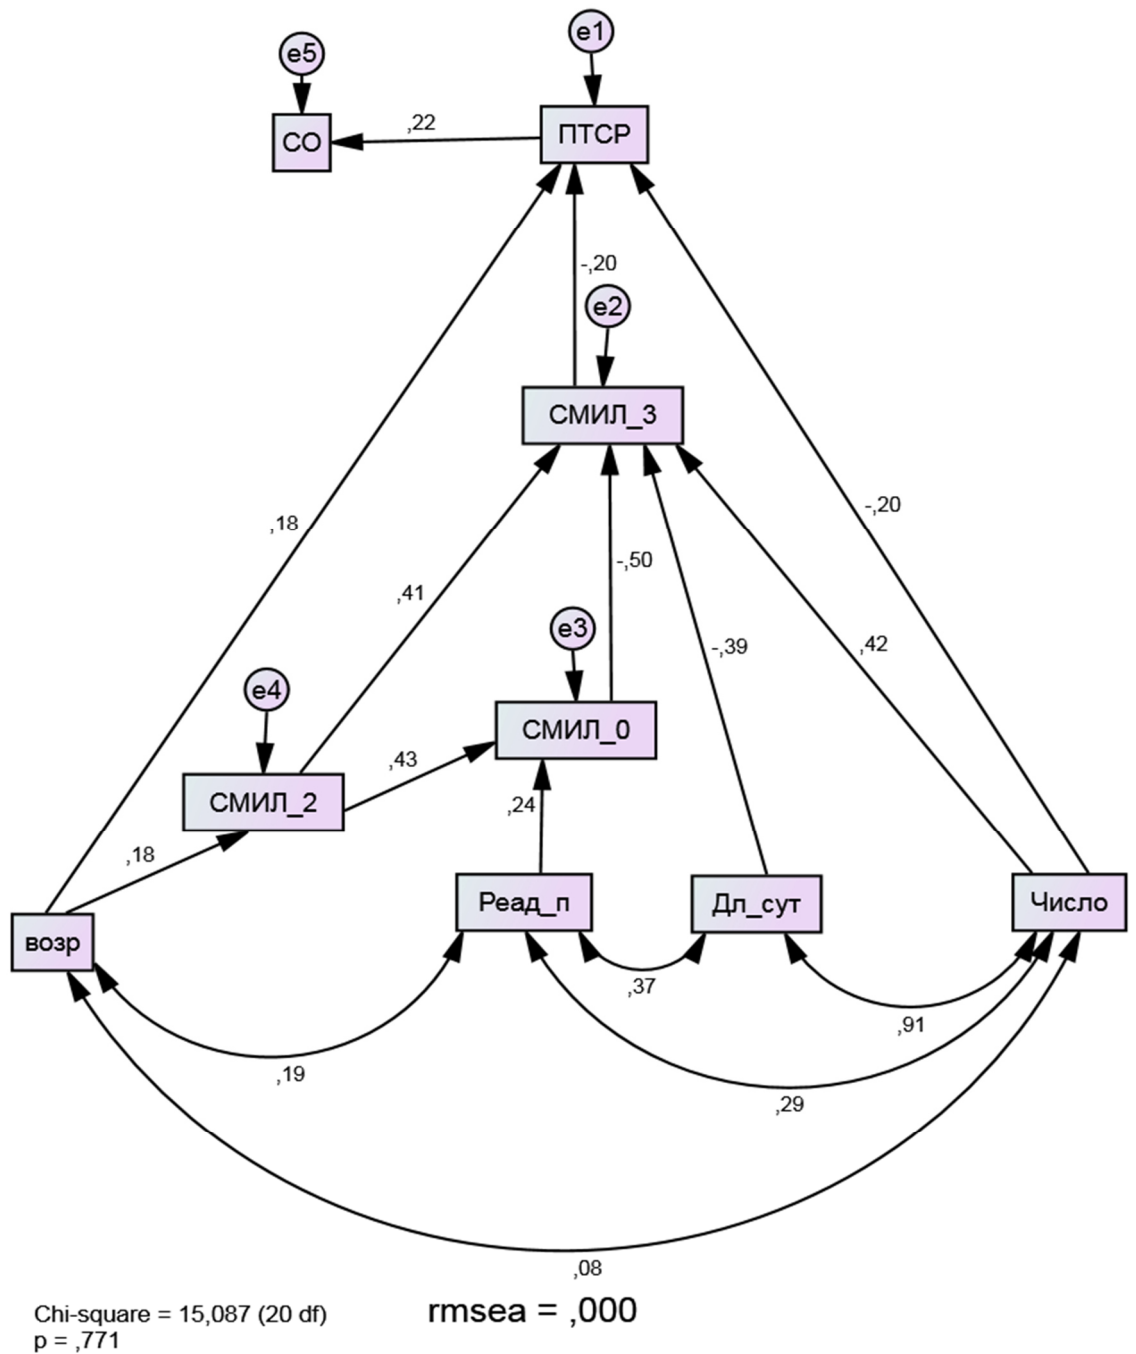 e1
e5
ПТСР
СО
,22
-,20
e2
СМИЛ_3
-,20
,18
-,50
,41
e3
-,39
,42
e4
СМИЛ_0
,43
СМИЛ_2
,24
,18
Реад_п
Дл_сут
Число
возр
,37
,91
,19
,29
,08
Chi-square = 15,087 (20 df)
p = ,771
rmsea = ,000